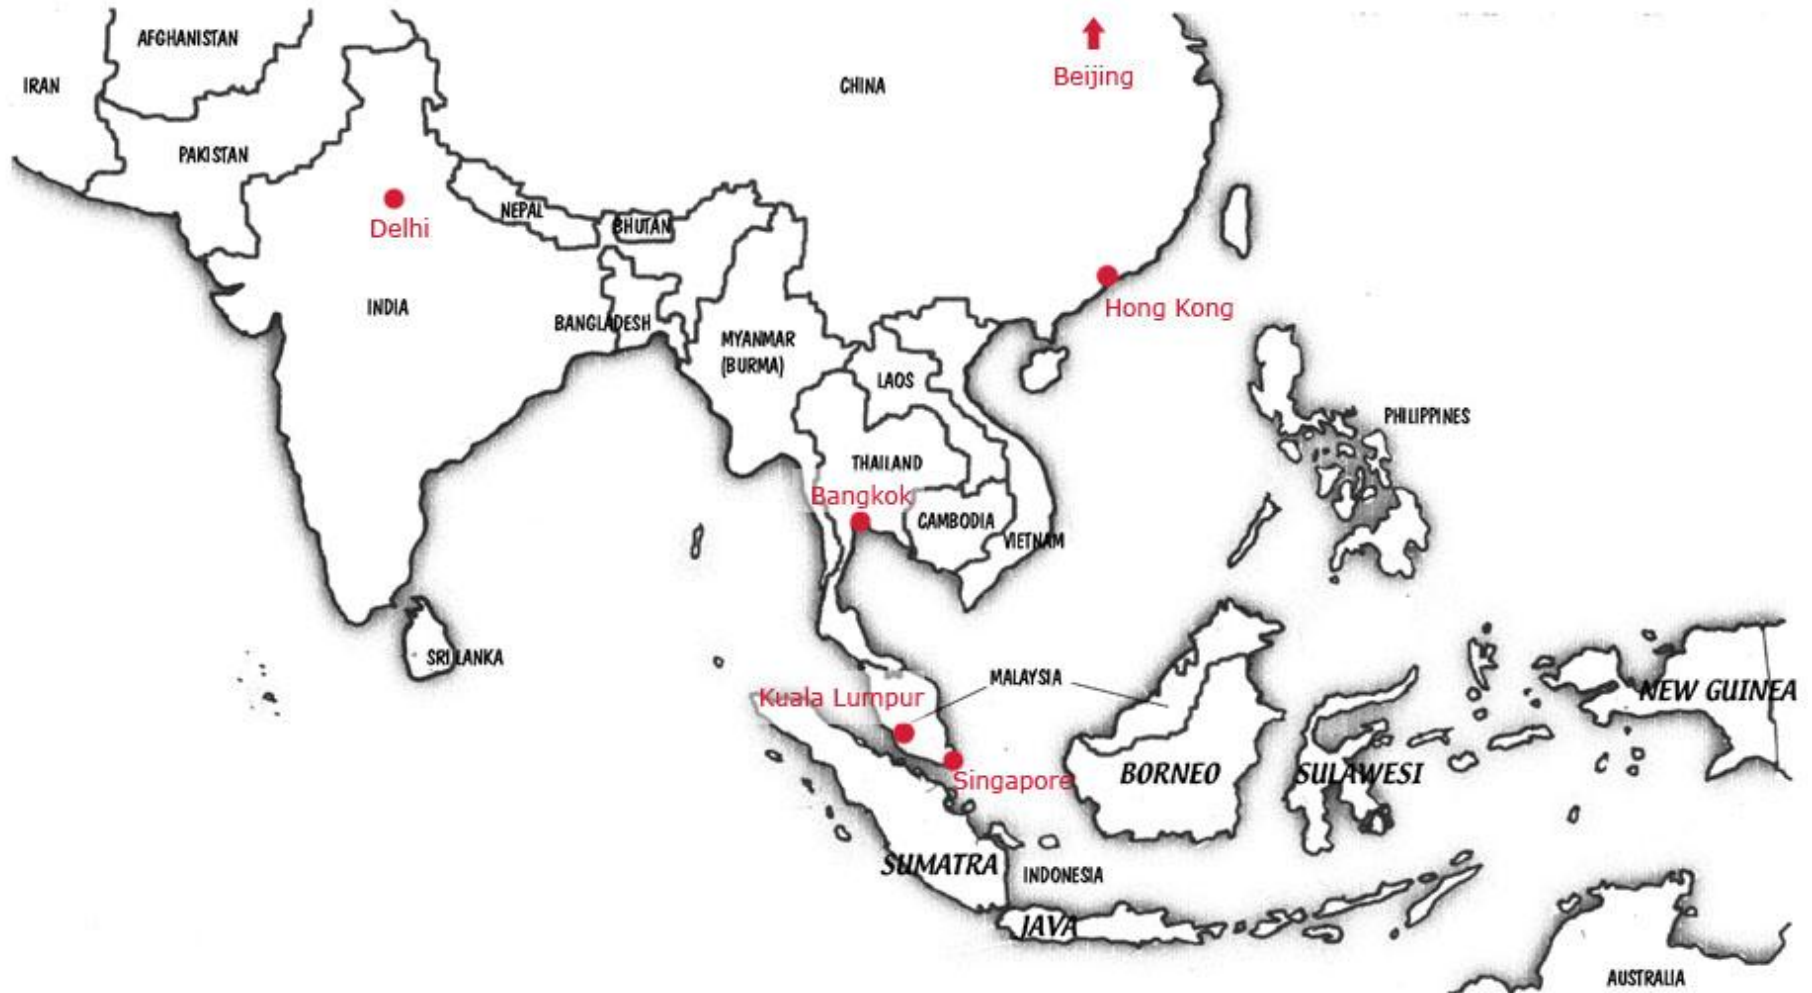 AFGHANISTAN
IRAN
CHINA
Beijing
PAKISTAN
Delhi
NEPAL
BHUTAN
INDIA
BANGLADESH
Hong Kong
MYANMAR
(BURMA)
LAOS
PHILIPPINES
THAILAND
Bangkok
CAMBODIA
VIETNAM
SRI LANKA
MALAYSIA
Kuala Lumpur
NEW GUINEA
Singapore
BORNEO
SULAWESI
SUMATRA
INDONESIA
JAVA
AUSTRALIA